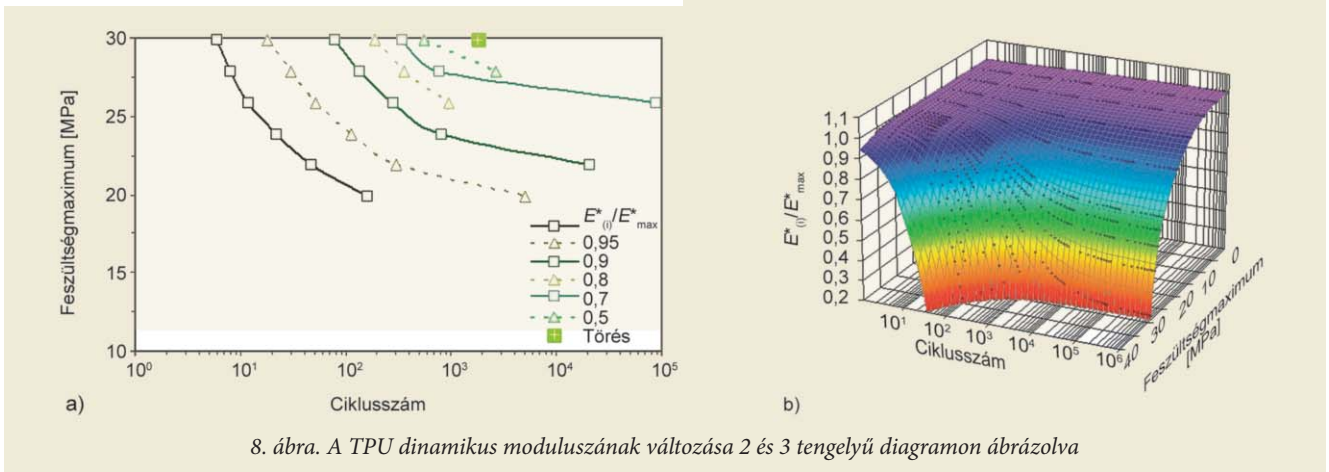 30
25
20
15
10
Feszültségmaximum [MPa]
10⁰ 10¹ 10² 10³ 10⁴ 10⁵
Ciklusszám
E*(i)/E*max
0,95
0,9
0,8
0,7
0,5
Törés
a)
1,1
1,0
0,9
0,8
0,7
0,6
0,5
0,4
0,3
0,2
E*(i)/E*max
10¹ 10² 10³ 10⁴ 10⁵ 10⁶
Ciklusszám
0
10
20
30
40
Feszültségmaximum
[MPa]
b)
8. ábra. A TPU dinamikus moduluszának változása 2 és 3 tengelyű diagramon ábrázolva